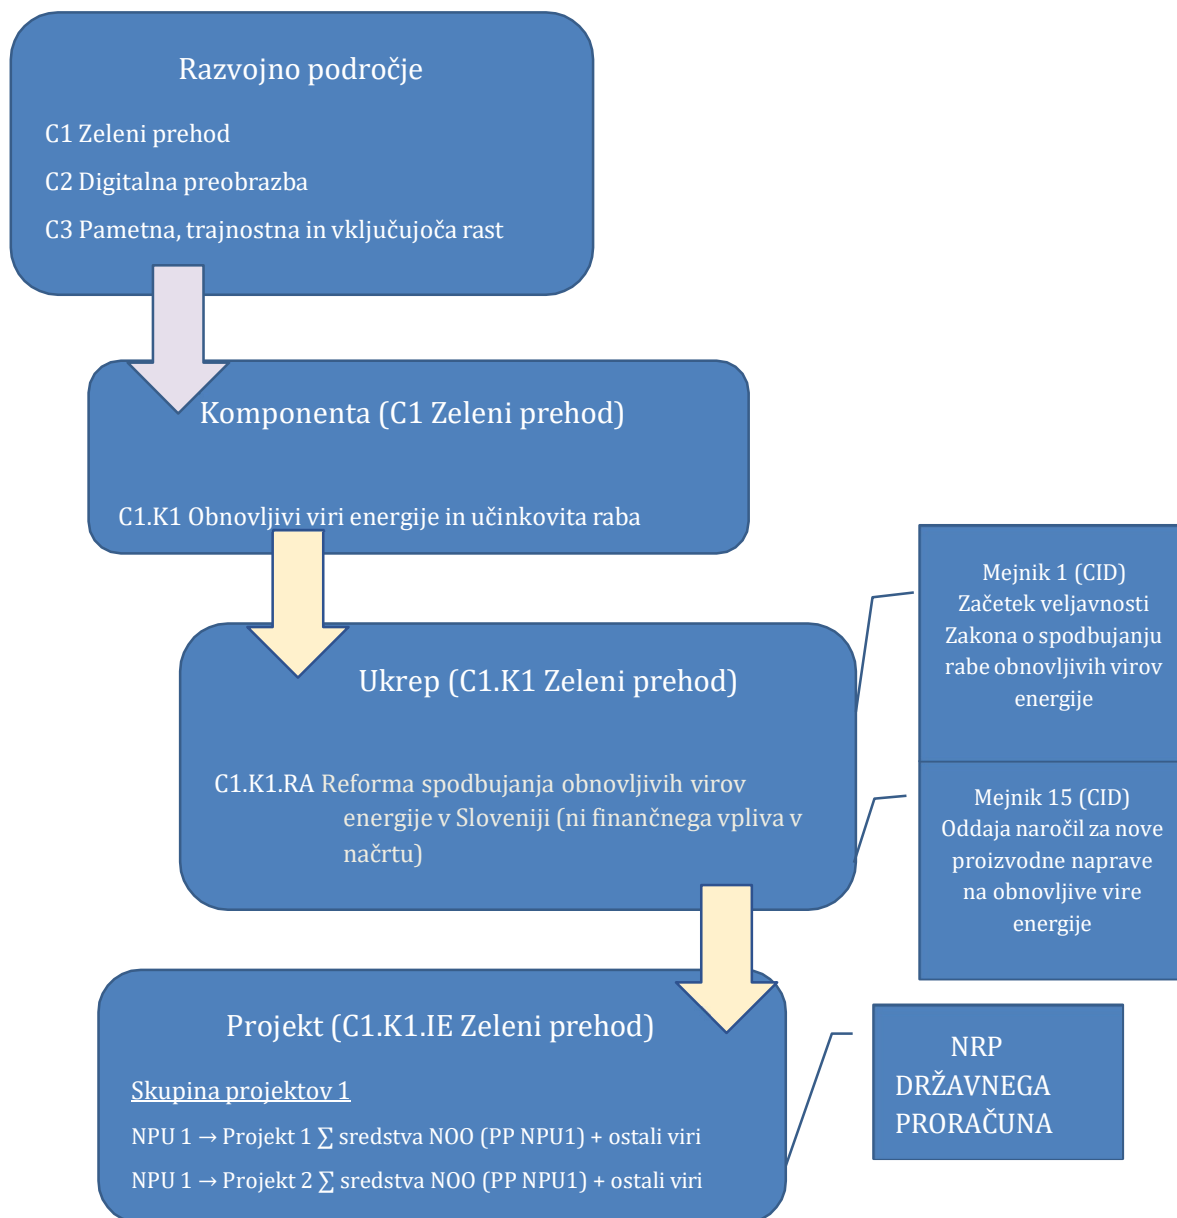 Razvojno področje
C1 Zeleni prehod
C2 Digitalna preobrazba
C3 Pametna, trajnostna in vključujoča rast
Komponenta (C1 Zeleni prehod)
C1.K1 Obnovljivi viri energije in učinkovita raba
Ukrep (C1.K1 Zeleni prehod)
C1.K1.RA Reforma spodbujanja obnovljivih virov
energije v Sloveniji (ni finančnega vpliva v
načrtu)
Mejnik 1 (CID)
Začetek veljavnosti
Zakona o spodbujanju
rabe obnovljivih virov
energije
Mejnik 15 (CID)
Oddaja naročil za nove
proizvodne naprave
na obnovljive vire
energije
Projekt (C1.K1.IE Zeleni prehod)
Skupina projektov 1
NPU 1 → Projekt 1 ∑ sredstva NOO (PP NPU1) + ostali viri
NPU 1 → Projekt 2 ∑ sredstva NOO (PP NPU1) + ostali viri
NRP
DRŽAVNEGA
PRORAČUNA